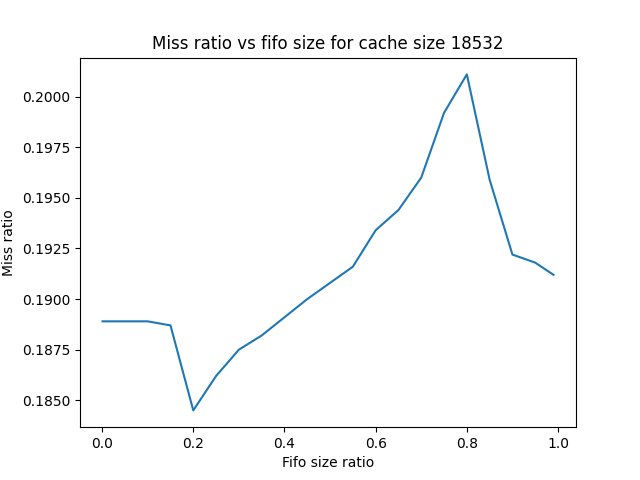 Miss ratio vs fifo size for cache size 18532
0.2000
0.1975
0.1950
0.1925
0.1900
0.1875
0.1850
Miss ratio
0.0 0.2 0.4 0.6 0.8 1.0
Fifo size ratio